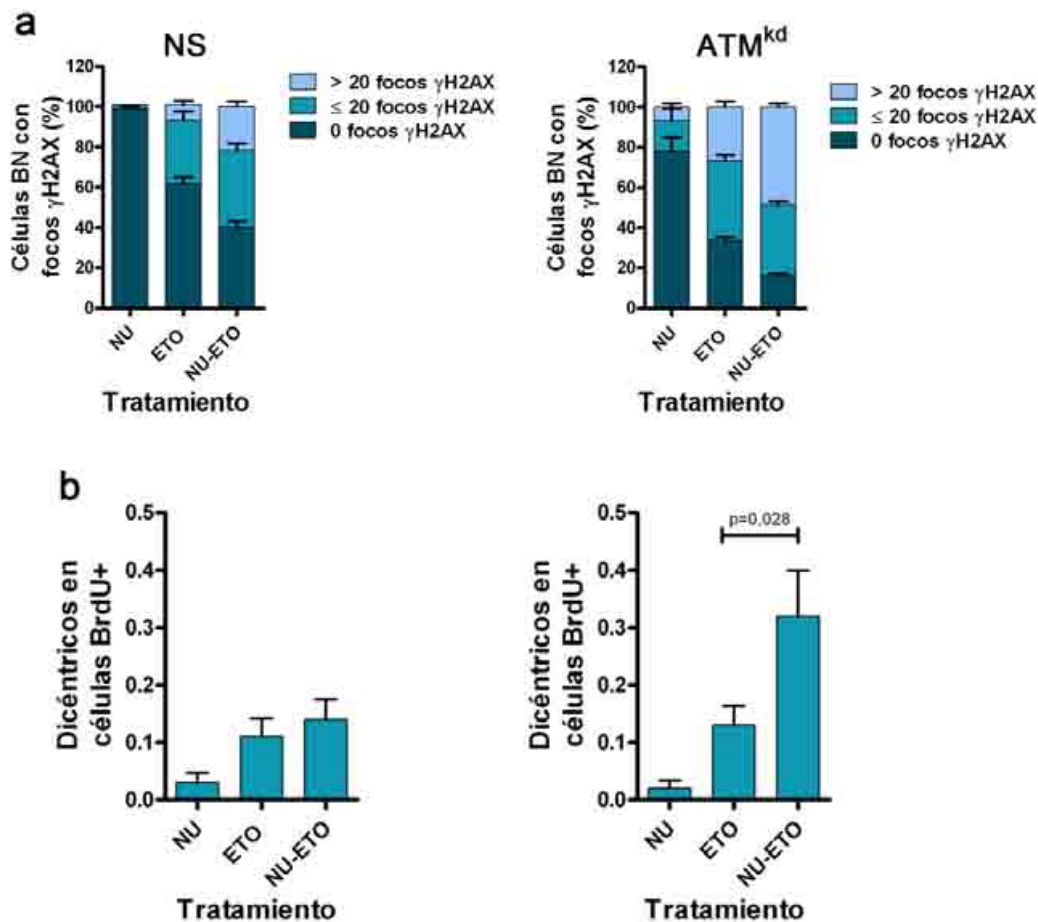 a
NS
Células BN con
focos γH2AX (%)
120
100
80
60
40
20
0
> 20 focos γH2AX
≤ 20 focos γH2AX
0 focos γH2AX
NU
ETO
NU-ETO
Tratamiento
ATMkd
Células BN con
focos γH2AX (%)
120
100
80
60
40
20
0
> 20 focos γH2AX
≤ 20 focos γH2AX
0 focos γH2AX
NU
ETO
NU-ETO
Tratamiento
b
Dicéntricos en
células BrdU+
0.5
0.4
0.3
0.2
0.1
0.0
NU
ETO
NU-ETO
Tratamiento
Dicéntricos en
células BrdU+
0.5
0.4
0.3
0.2
0.1
0.0
p=0,028
NU
ETO
NU-ETO
Tratamiento